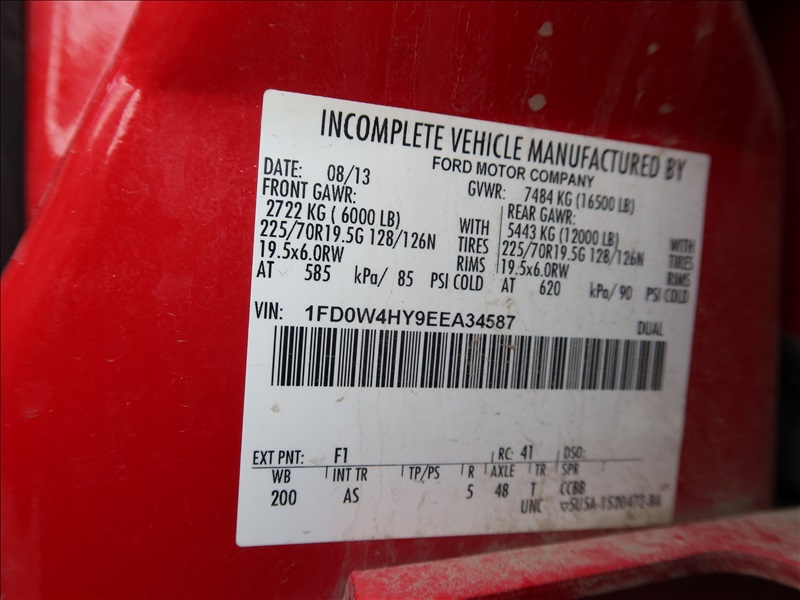 INCOMPLETE VEHICLE MANUFACTURED BY
FORD MOTOR COMPANY
DATE: 08/13 GVWR: 7484 KG (16500 LB)
FRONT GAWR: REAR GAWR:
2722 KG ( 6000 LB) WITH 5443 KG (12000 LB) WITH
225/70R19.5G 128/126N TIRES 225/70R19.5G 128/126N TIRES
19.5x6.0RW RIMS 19.5x6.0RW RIMS
AT 585 kPa/ 85 PSI COLD AT 620 kPa/ 90 PSI COLD
VIN: 1FD0W4HY9EEA34587 DUAL
EXT PNT: F1 RC: 41 DSO:
WB INT TR TP/PS R AXLE TR SPR
200 AS 5 48 T CCBB
UNC